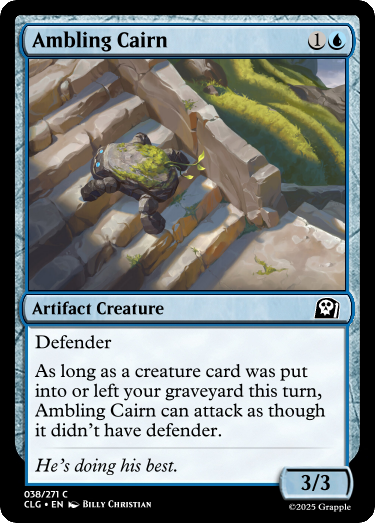 Ambling Cairn 1
Artifact Creature
Defender
As long as a creature card was put
into or left your graveyard this turn,
Ambling Cairn can attack as though
it didn't have defender.
He's doing his best.
3/3
038/271 C
CLG • EN Billy Christian
©2025 Grapple